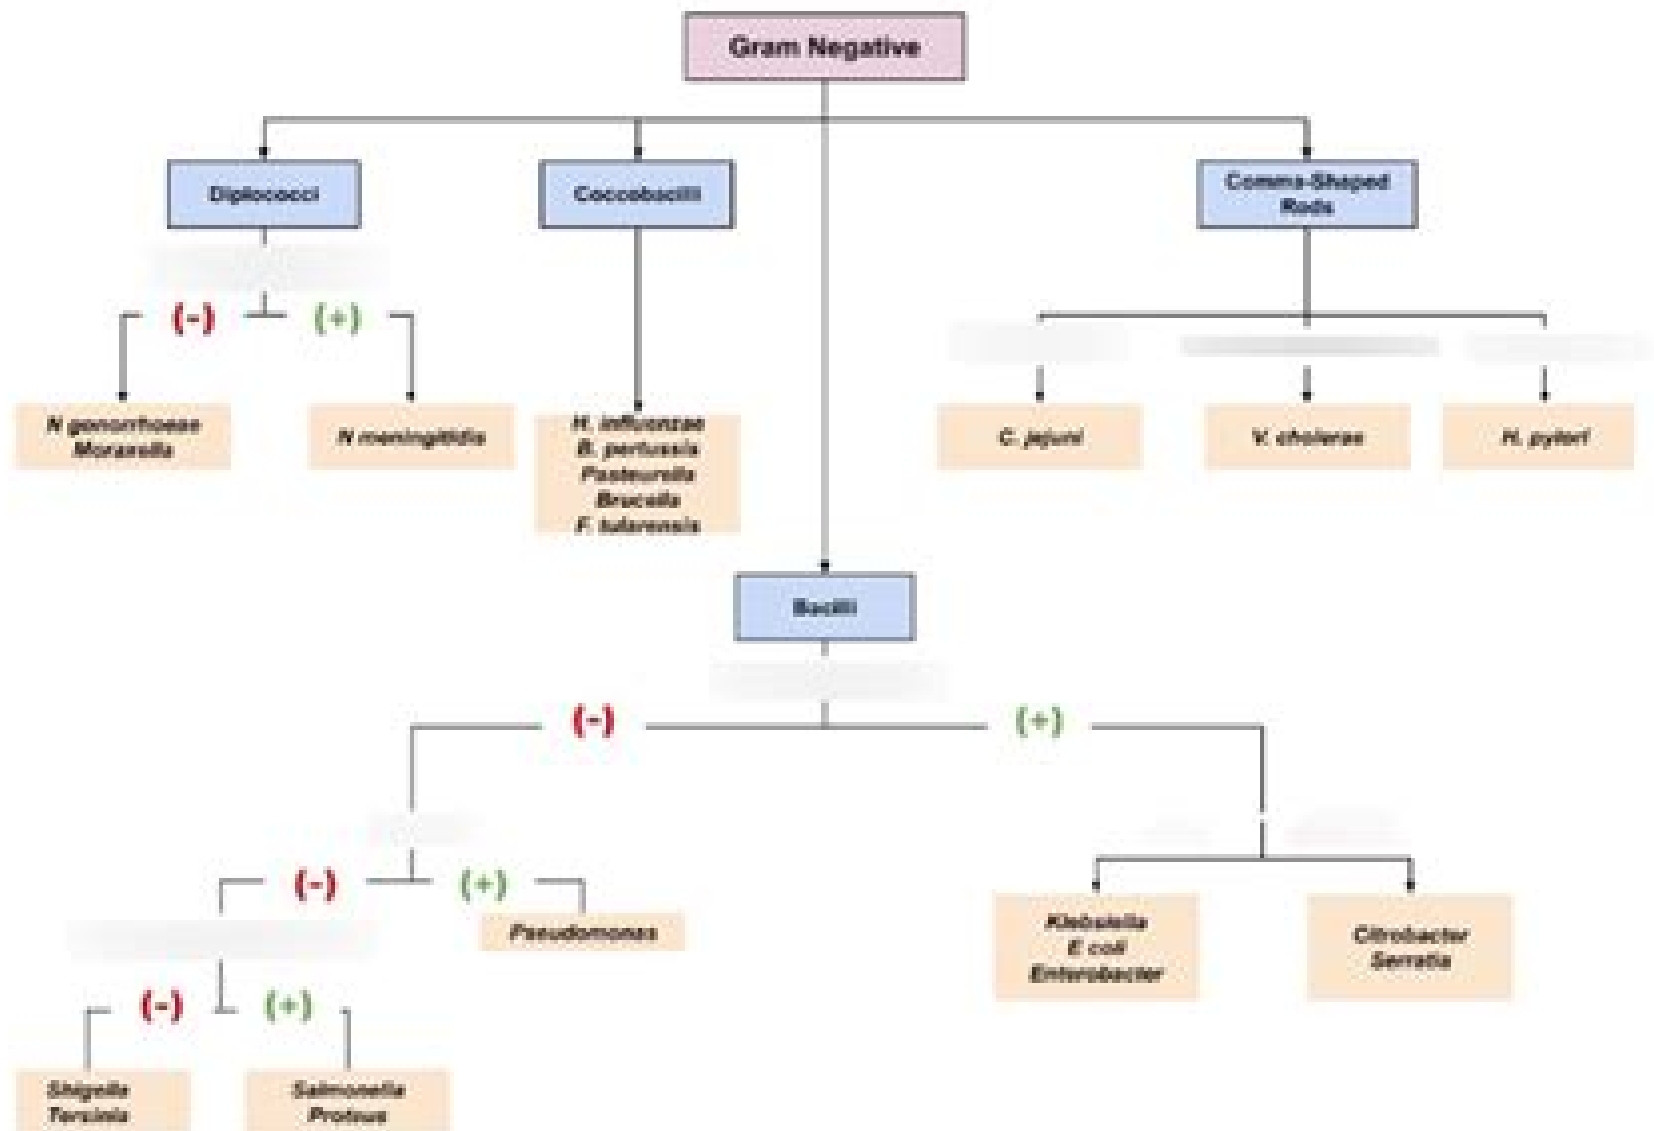 Gram Negative
Diplococci
Coccobacilli
Comma-Shaped
Rods
(-)
(+)
N gonorrhoeae
Moraxella
N meningitidis
H. influenzae
B. pertussis
Pasteurella
Brucella
F. tularensis
C. jejuni
V. cholerae
H. pylori
Bacilli
(-)
(+)
(-)
(+)
Pseudomonas
Klebsiella
E coli
Enterobacter
Citrobacter
Serratia
(-)
(+)
Shigella
Yersinia
Salmonella
Proteus